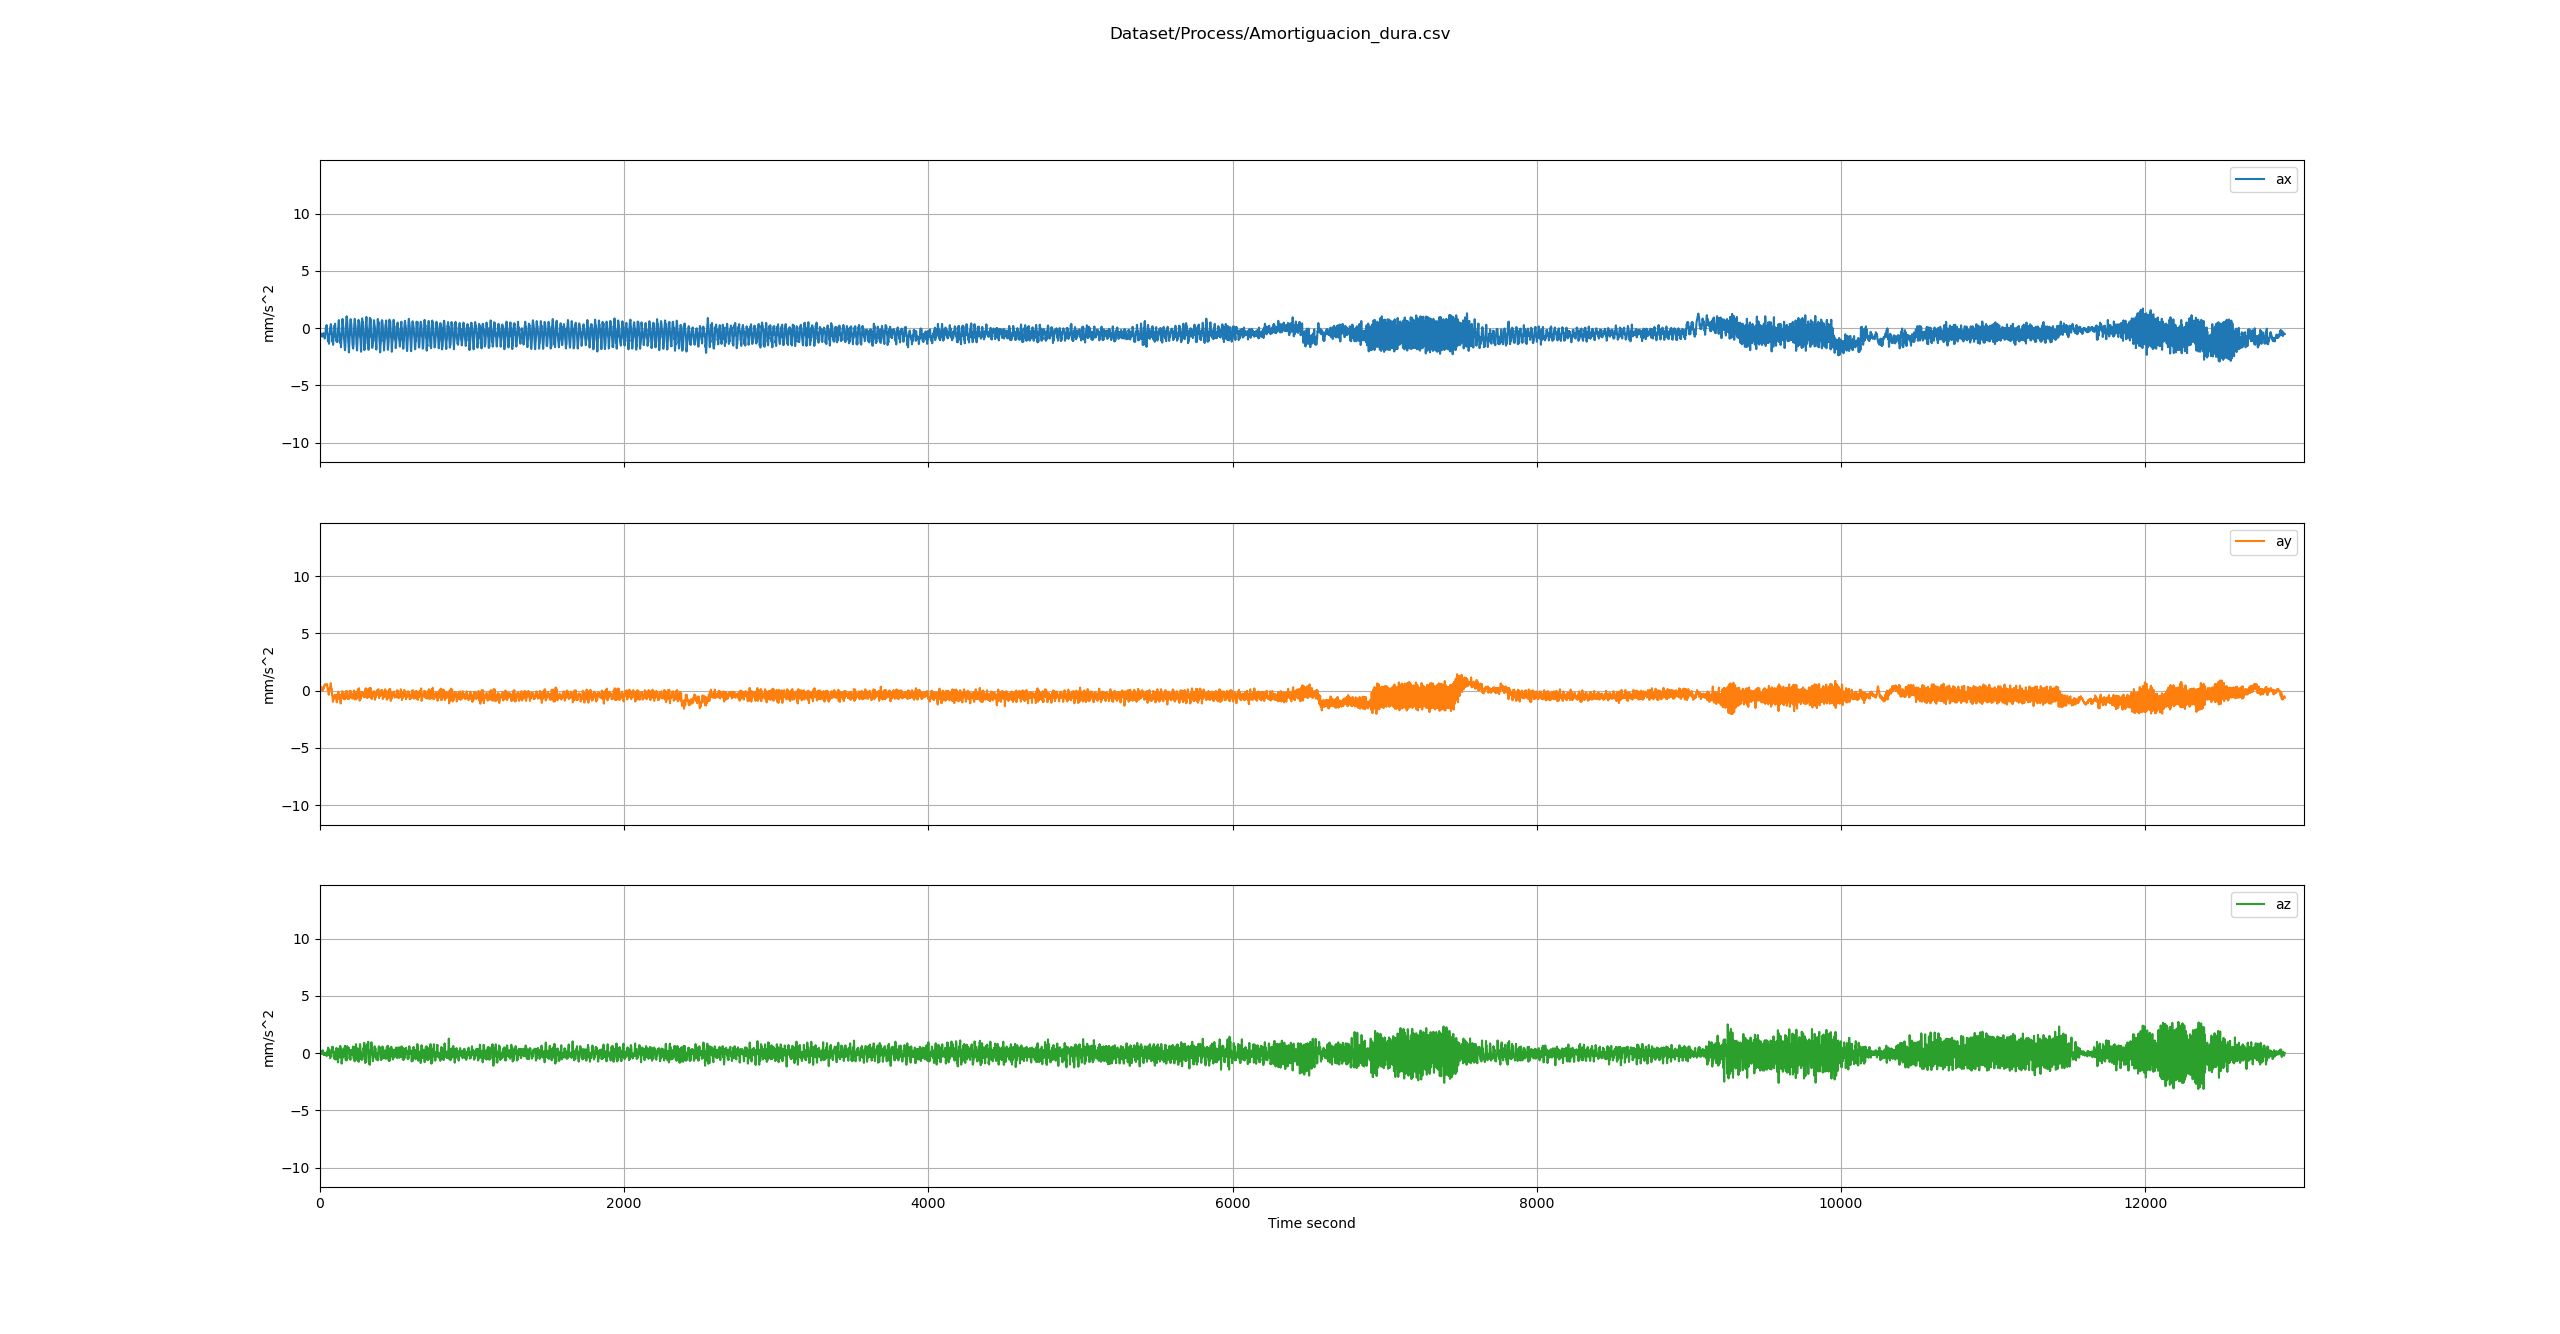 Dataset/Process/Amortiguacion_dura.csv
ax
10
5
0
−5
−10
mm/s^2
ay
10
5
0
−5
−10
mm/s^2
az
10
5
0
−5
−10
mm/s^2
0 2000 4000 6000 8000 10000 12000
Time second